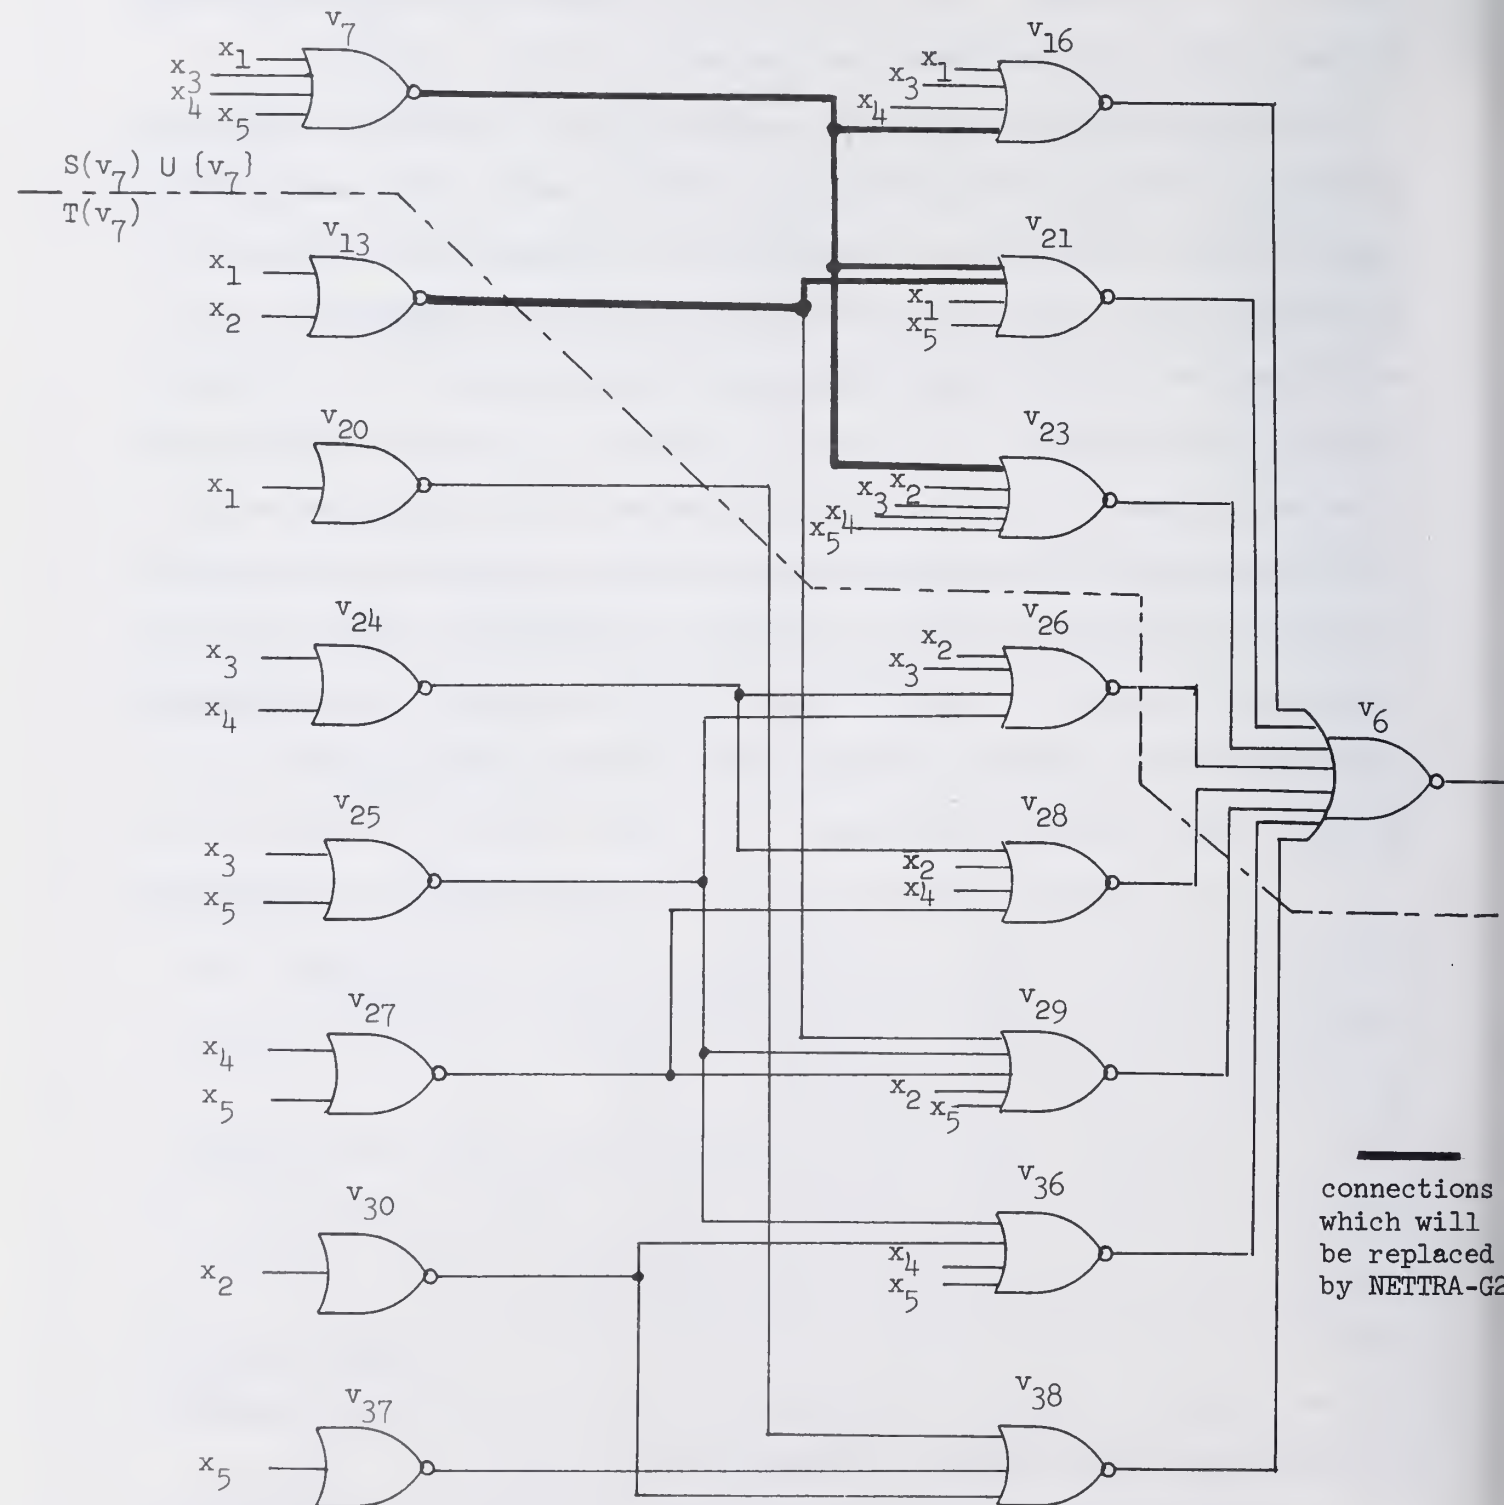 v7
x1
x3
x4
x5
S(v7) U {v7}
T(v7)
v13
x1
x2
v20
x1
v24
x3
x4
v25
x3
x5
v27
x4
x5
v30
x2
v37
x5
v16
x1
x3
x4
v21
x1
x5
v23
x2
x3
x4
x5
v26
x2
x3
v28
x2
x4
v29
x2
x5
v36
x4
x5
v38
v6
connections
which will
be replaced
by NETTRA-G2